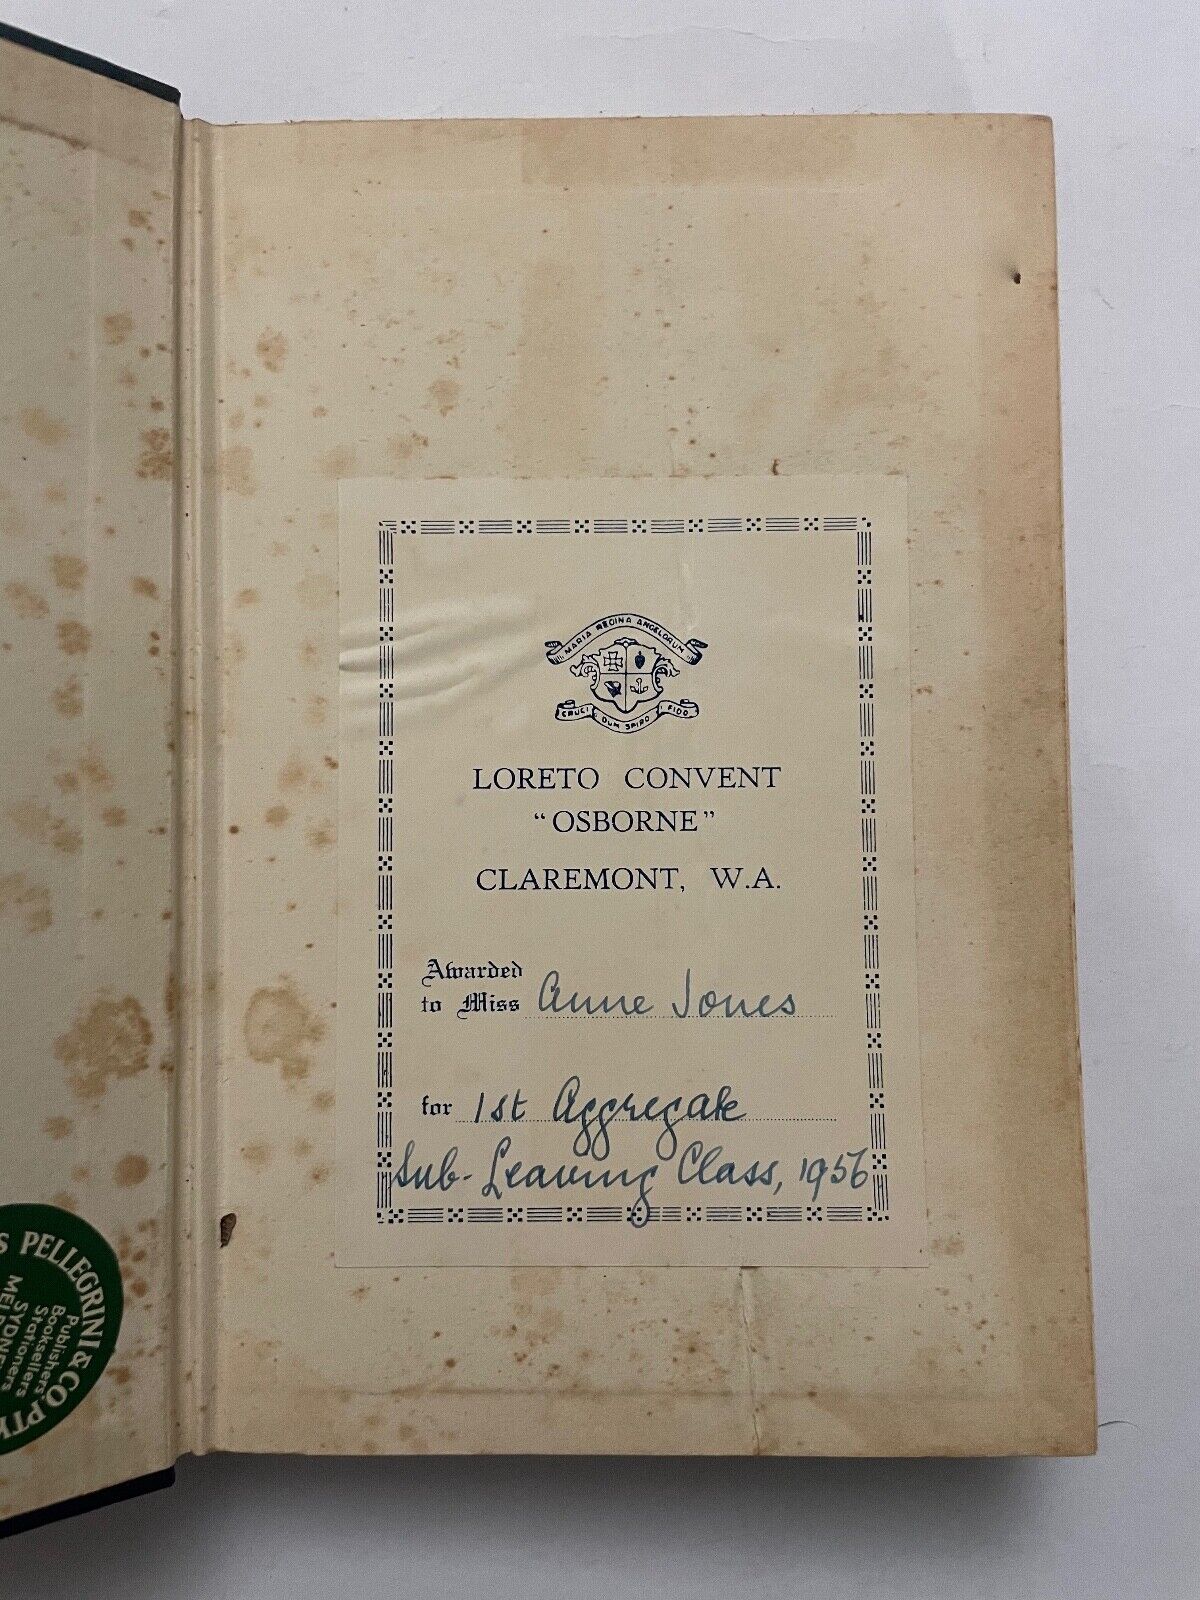 MARIA REGINA ANGELORUM
CRUCI DUM SPIRO FIDO
LORETO CONVENT
“OSBORNE”
CLAREMONT, W.A.
Awarded
to Miss Anne Jones
for 1st Aggregate
Sub-Leaving Class, 1956
S PELLEGRINI & CO. PTY
Publishers
Booksellers
Stationers
SYDNEY